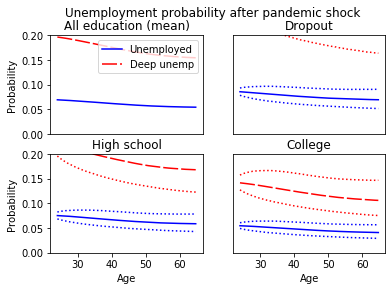 Unemployment probability after pandemic shock
All education (mean)
Dropout
Probability
0.20
0.15
0.10
0.05
0.00
Unemployed
Deep unemp
High school
College
Probability
0.20
0.15
0.10
0.05
0.00
30 40 50 60
30 40 50 60
Age
Age